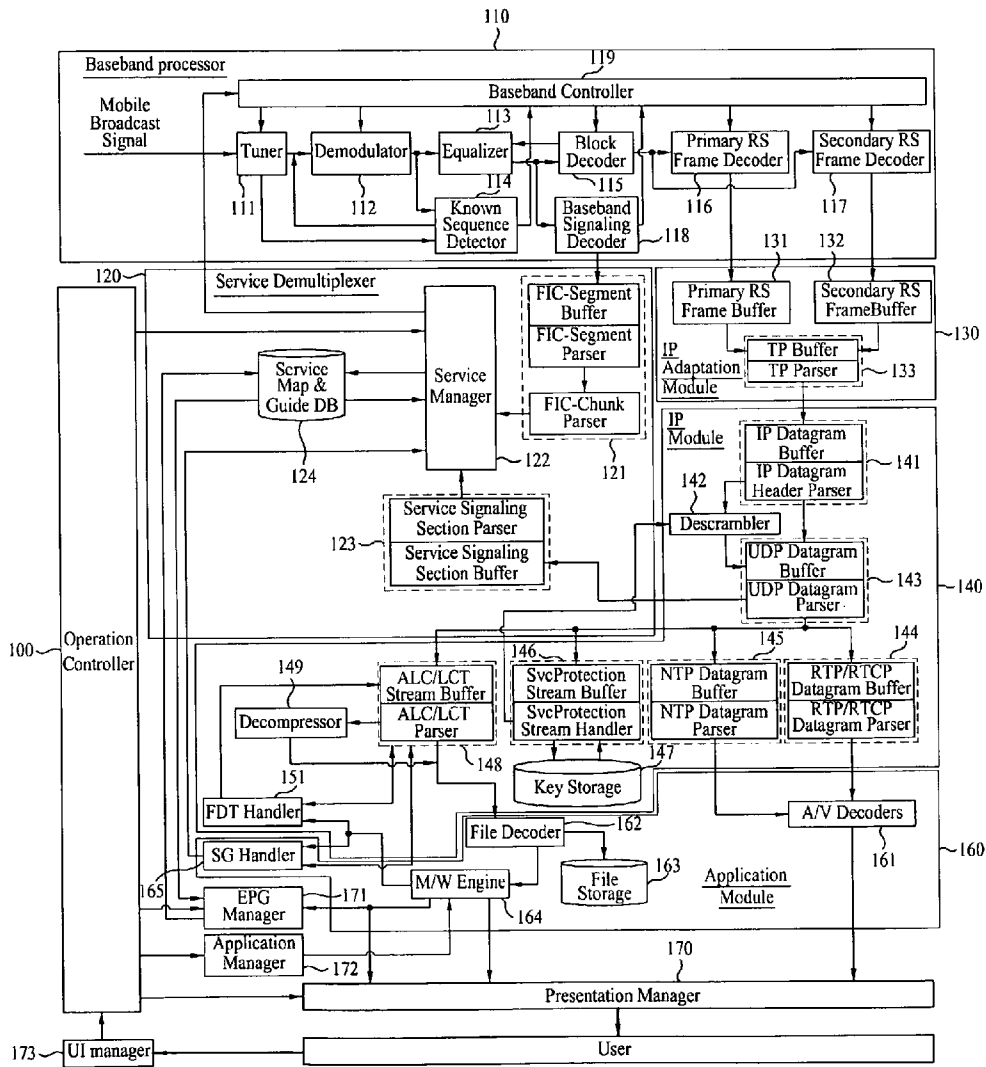 110
Baseband processor
119
Baseband Controller
Mobile
Broadcast
Signal
113
Tuner
Demodulator
Equalizer
Block
Decoder
Primary RS
Frame Decoder
Secondary RS
Frame Decoder
111
112
114
115
116
117
Known
Sequence
Detector
Baseband
Signaling
Decoder
118
131
132
120
Service Demultiplexer
FIC-Segment
Buffer
FIC-Segment
Parser
FIC-Chunk
Parser
121
Primary RS
Frame Buffer
Secondary RS
FrameBuffer
130
IP
Adaptation
Module
TP Buffer
TP Parser
133
Service
Map &
Guide DB
124
Service
Manager
122
IP
Module
IP Datagram
Buffer
IP Datagram
Header Parser
141
142
Descrambler
123
Service Signaling
Section Parser
Service Signaling
Section Buffer
UDP Datagram
Buffer
UDP Datagram
Parser
143
140
100
Operation
Controller
149
Decompressor
ALC/LCT
Stream Buffer
ALC/LCT
Parser
148
146
SvcProtection
Stream Buffer
SvcProtection
Stream Handler
147
Key Storage
145
NTP Datagram
Buffer
NTP Datagram
Parser
144
RTP/RTCP
Datagram Buffer
RTP/RTCP
Datagram Parser
151
FDT Handler
162
File Decoder
A/V Decoders
161
160
SG Handler
165
163
File
Storage
Application
Module
171
EPG
Manager
M/W Engine
164
Application
Manager
172
170
Presentation Manager
173
UI manager
User